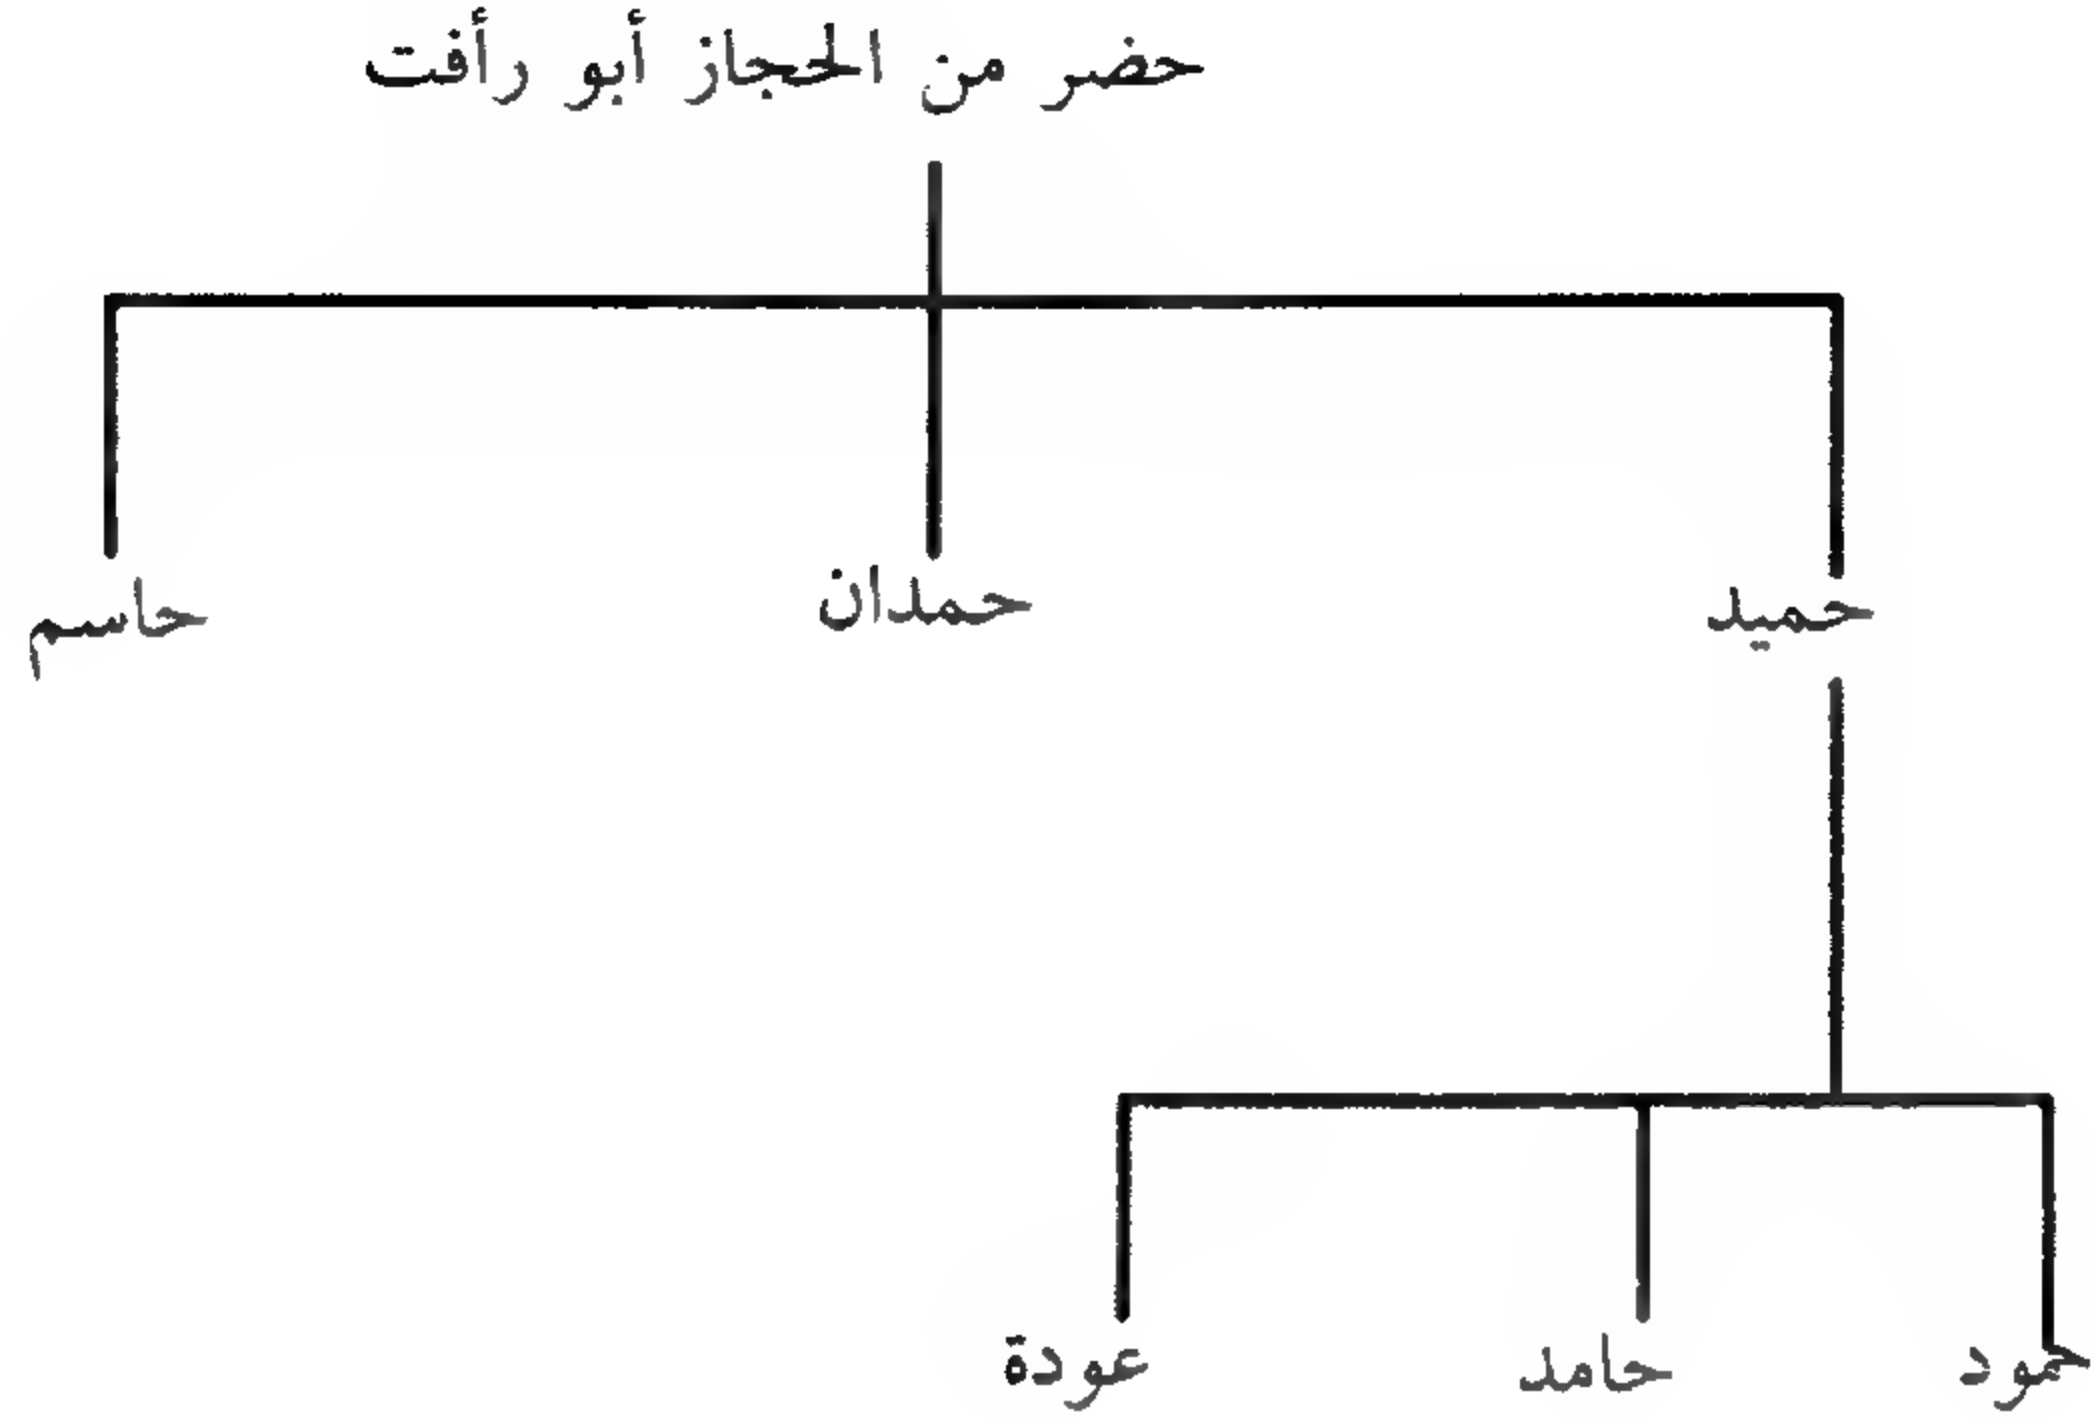 حضر من الحجاز أبو رأفت
حميد حمدان حاسم
حمود حامد عودة